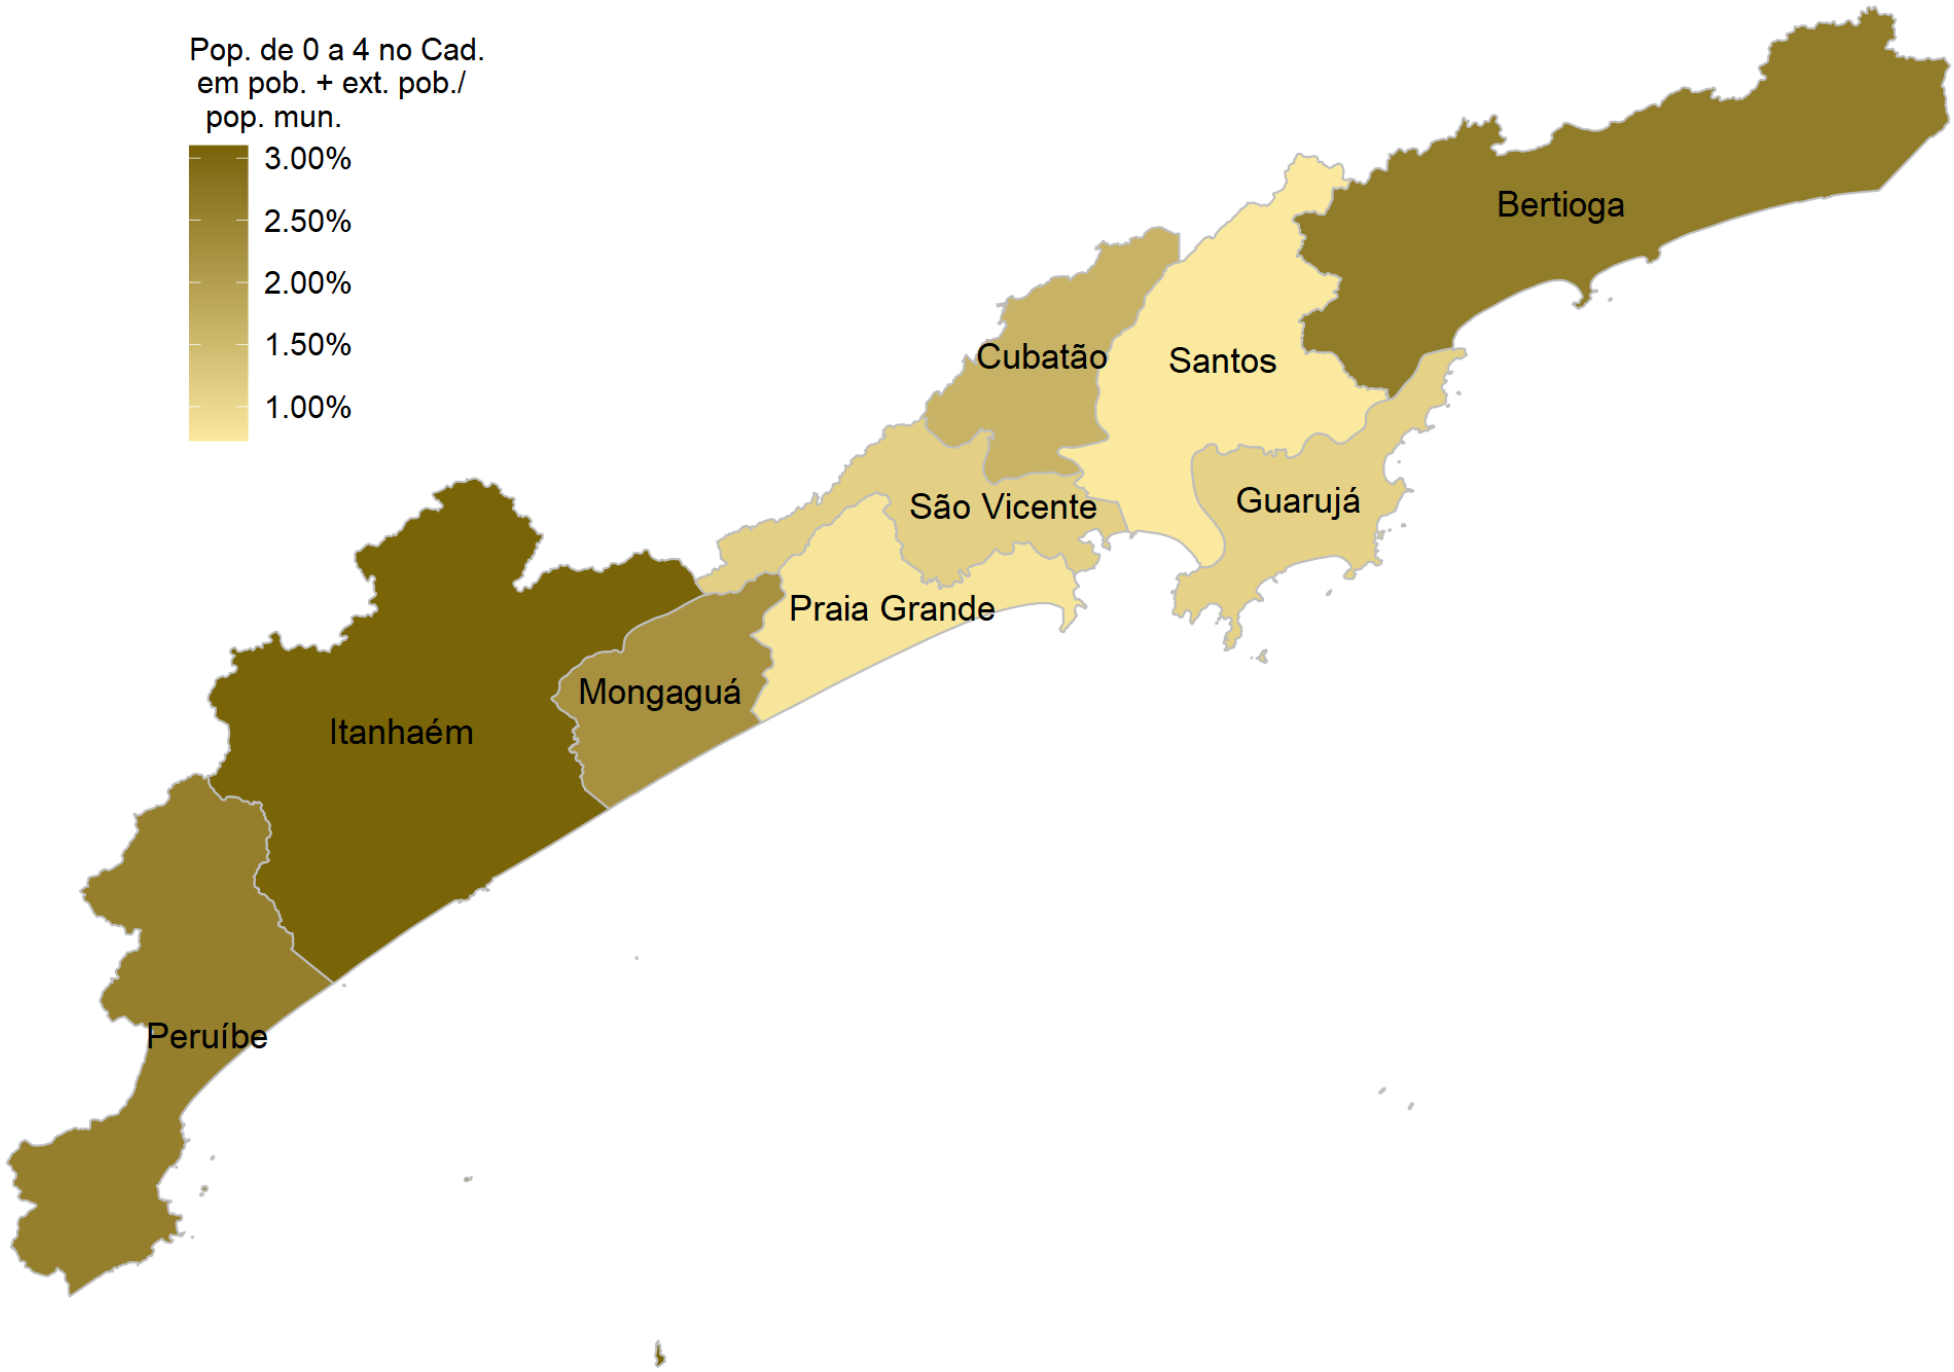 Pop. de 0 a 4 no Cad.
em pob. + ext. pob./
pop. mun.
3.00%
2.50%
2.00%
1.50%
1.00%
Bertioga
Cubatão
Santos
São Vicente
Guarujá
Praia Grande
Mongaguá
Itanhaém
Peruíbe